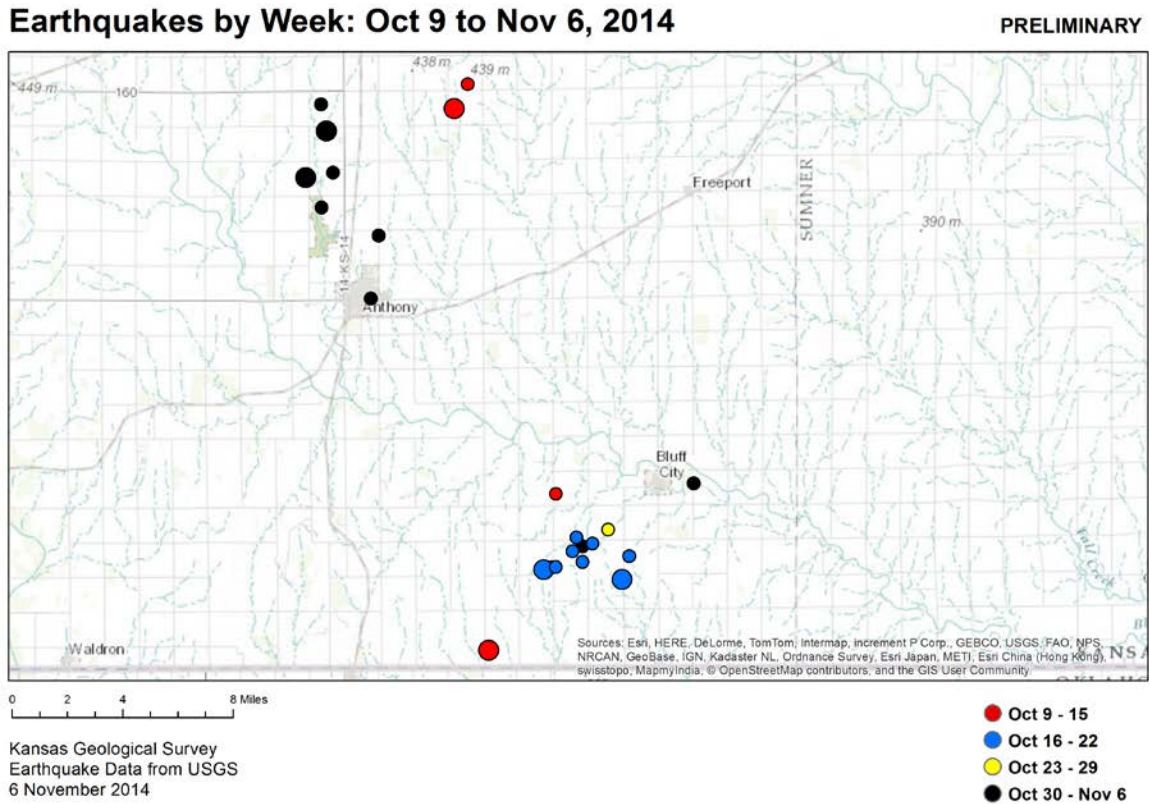 Earthquakes by Week: Oct 9 to Nov 6, 2014
PRELIMINARY
438 m
439 m
449 m
160
Freeport
SUMNER
390 m
14 KS-14
Anthony
Bluff
City
Fall Creek
Waldron
Sources: Esri, HERE, DeLorme, TomTom, Intermap, increment P Corp., GEBCO, USGS, FAO, NPS,
NRCAN, GeoBase, IGN, Kadaster NL, Ordnance Survey, Esri Japan, METI, Esri China (Hong Kong),
swisstopo, MapmyIndia, © OpenStreetMap contributors, and the GIS User Community
KANSA
0 2 4 8 Miles
Oct 9 - 15
Oct 16 - 22
Oct 23 - 29
Oct 30 - Nov 6
Kansas Geological Survey
Earthquake Data from USGS
6 November 2014